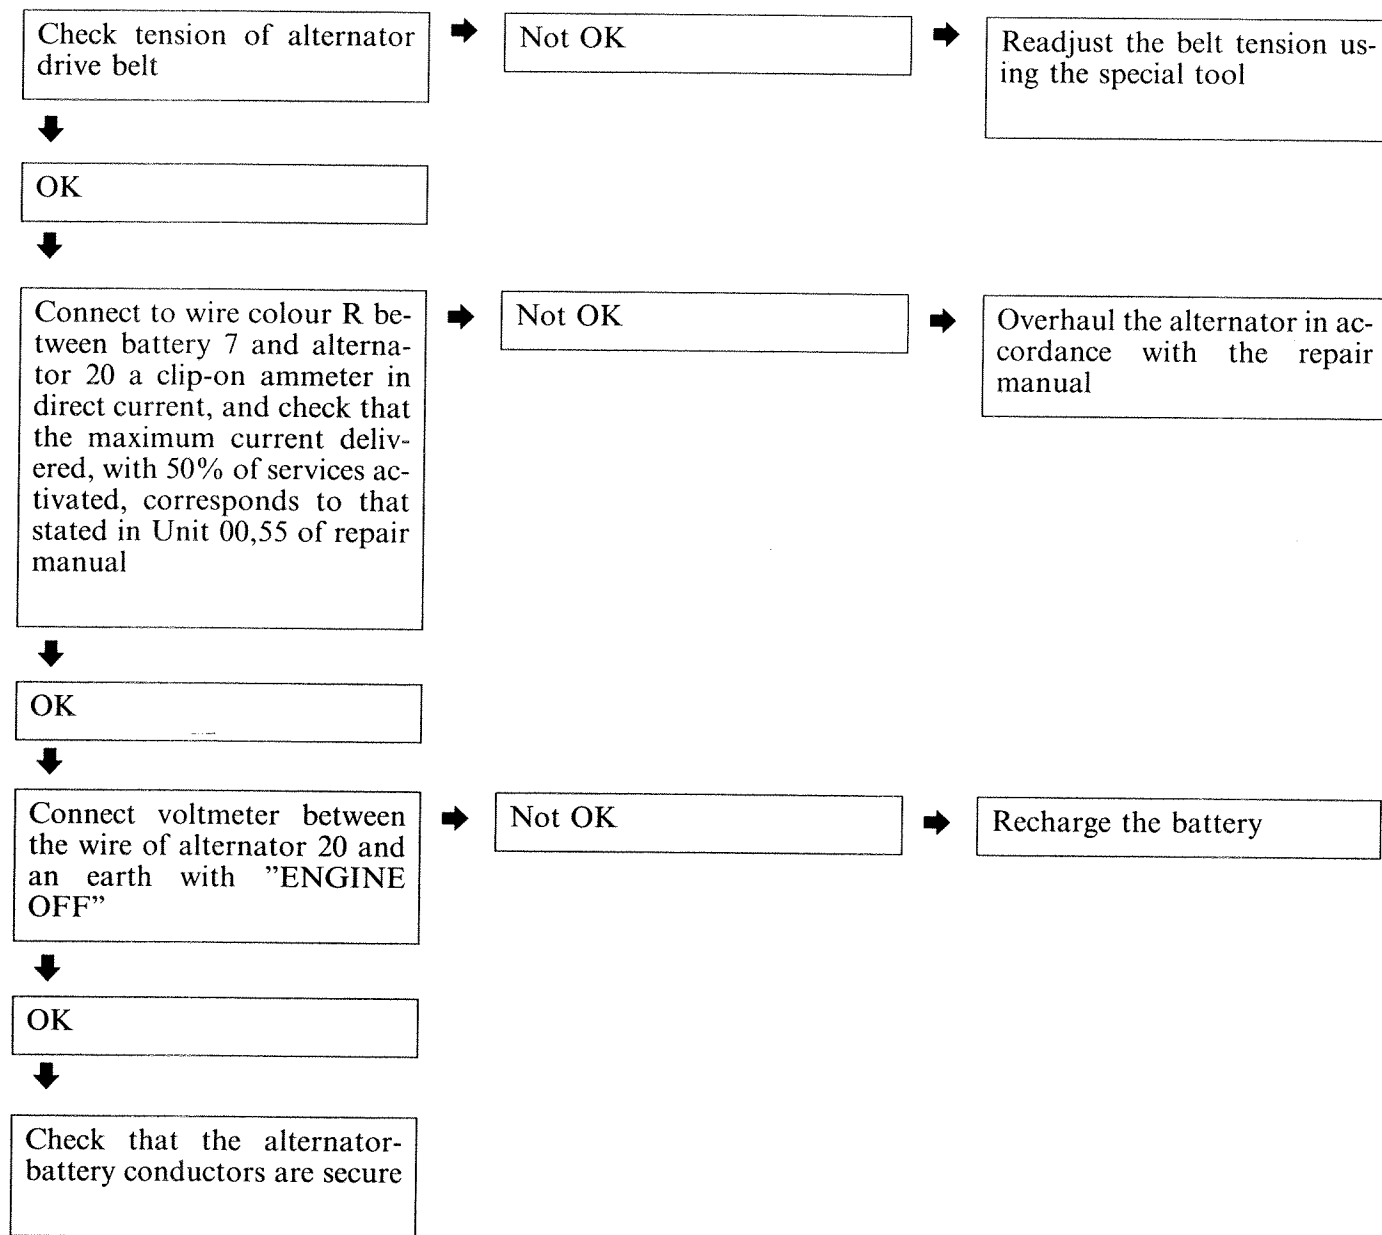 Check tension of alternator
drive belt
Not OK
Readjust the belt tension us-
ing the special tool
OK
Connect to wire colour R be-
tween battery 7 and alterna-
tor 20 a clip-on ammeter in
direct current, and check that
the maximum current deliv-
ered, with 50% of services ac-
tivated, corresponds to that
stated in Unit 00,55 of repair
manual
Not OK
Overhaul the alternator in ac-
cordance with the repair
manual
OK
Connect voltmeter between
the wire of alternator 20 and
an earth with "ENGINE
OFF"
Not OK
Recharge the battery
OK
Check that the alternator-
battery conductors are secure